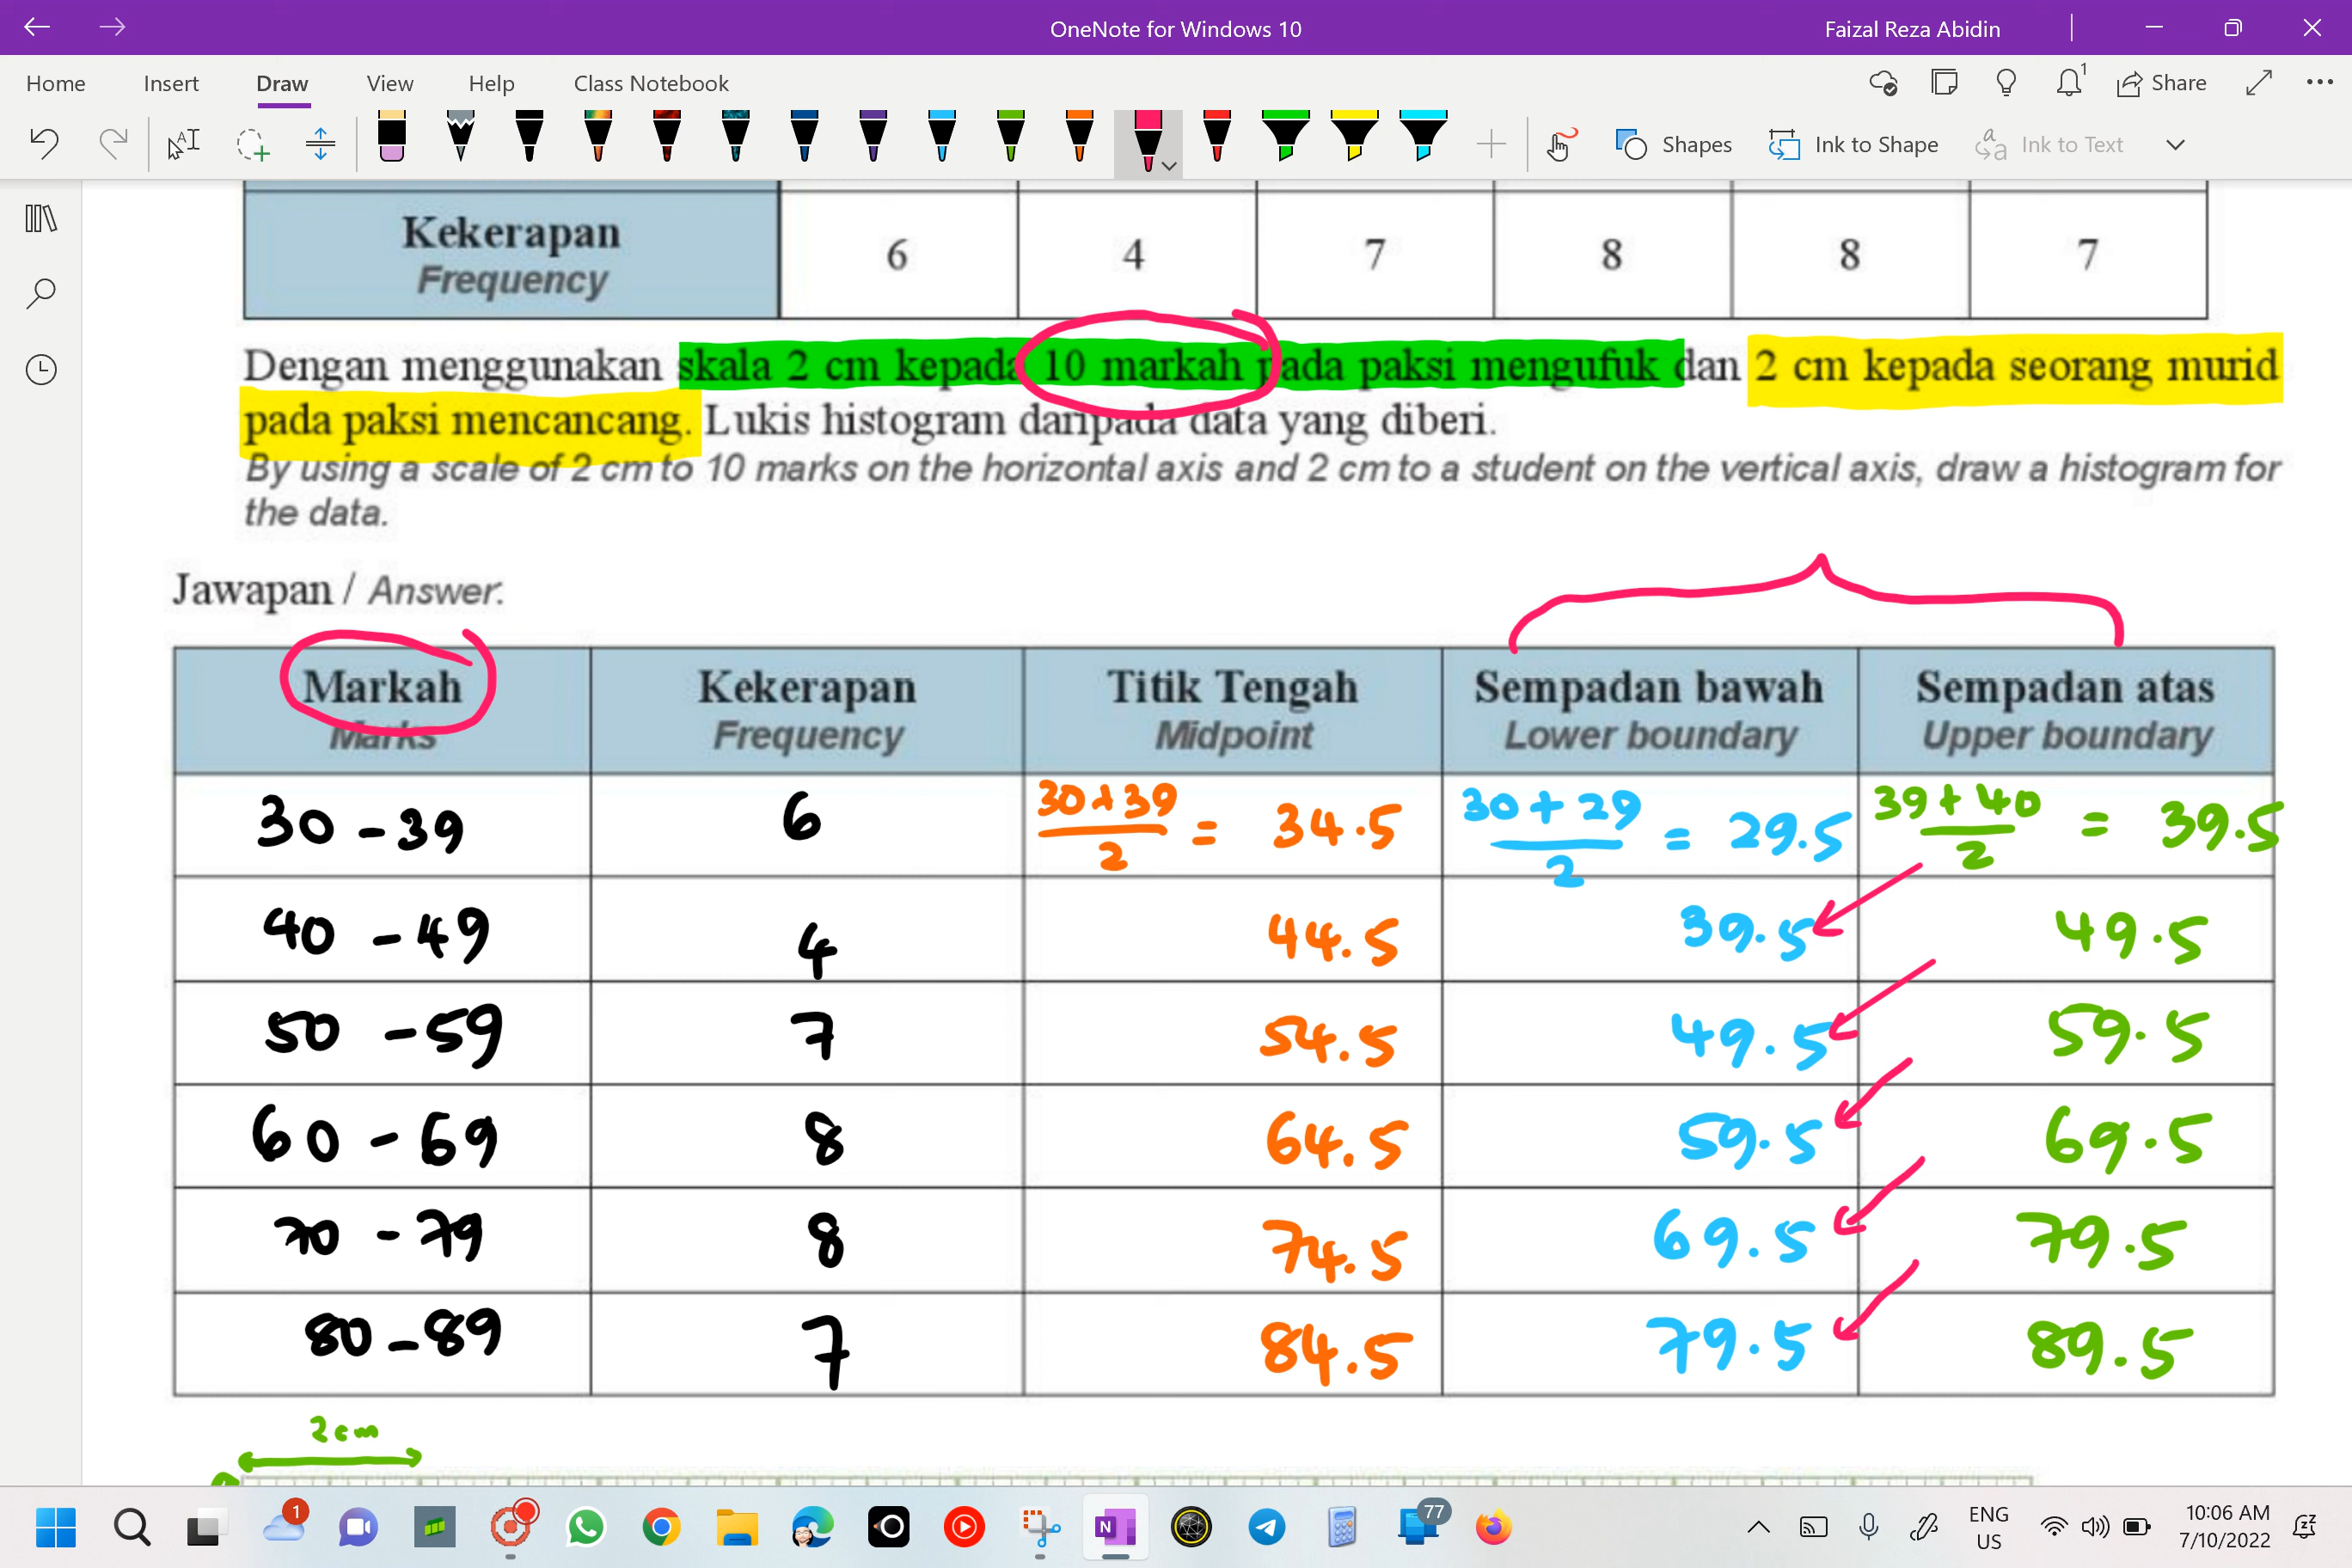 OneNote for Windows 10
Faizal Reza Abidin
Home Insert Draw View Help Class Notebook
1
Share
Shapes
Ink to Shape
Ink to Text
Kekerapan 6 4 7 8 8 7
Frequency
Dengan menggunakan skala 2 cm kepada 10 markah pada paksi mengufuk dan 2 cm kepada seorang murid
pada paksi mencancang. Lukis histogram daripada data yang diberi.
By using a scale of 2 cm to 10 marks on the horizontal axis and 2 cm to a student on the vertical axis, draw a histogram for
the data.
Jawapan / Answer:
Markah Kekerapan Titik Tengah Sempadan bawah Sempadan atas
Marks Frequency Midpoint Lower boundary Upper boundary
30 - 39 6 30+39/2 = 34.5 30 + 29/2 = 29.5 39 + 40/2 = 39.5
40 - 49 4 44.5 39.5 49.5
50 - 59 7 54.5 49.5 59.5
60 - 69 8 64.5 59.5 69.5
70 - 79 8 74.5 69.5 79.5
80 - 89 7 84.5 79.5 89.5
2cm
1
77
ENG
US
10:06 AM
7/10/2022